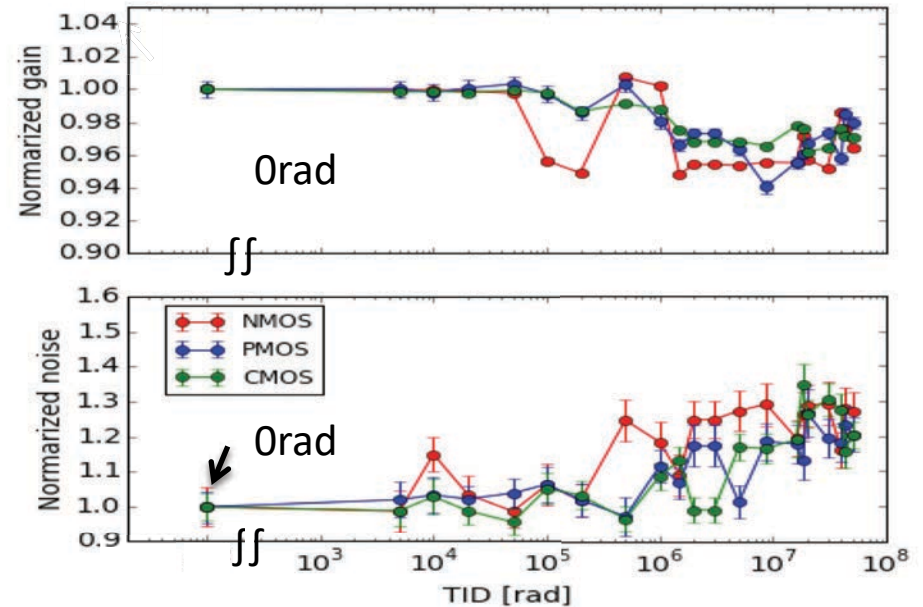 Normarized gain
1.04
1.02
1.00
0.98
0.96
0.94
0.92
0.90
0rad
∫∫
Normarized noise
1.6
1.5
1.4
1.3
1.2
1.1
1.0
0.9
NMOS
PMOS
CMOS
0rad
∫∫
10³ 10⁴ 10⁵ 10⁶ 10⁷ 10⁸
TID [rad]